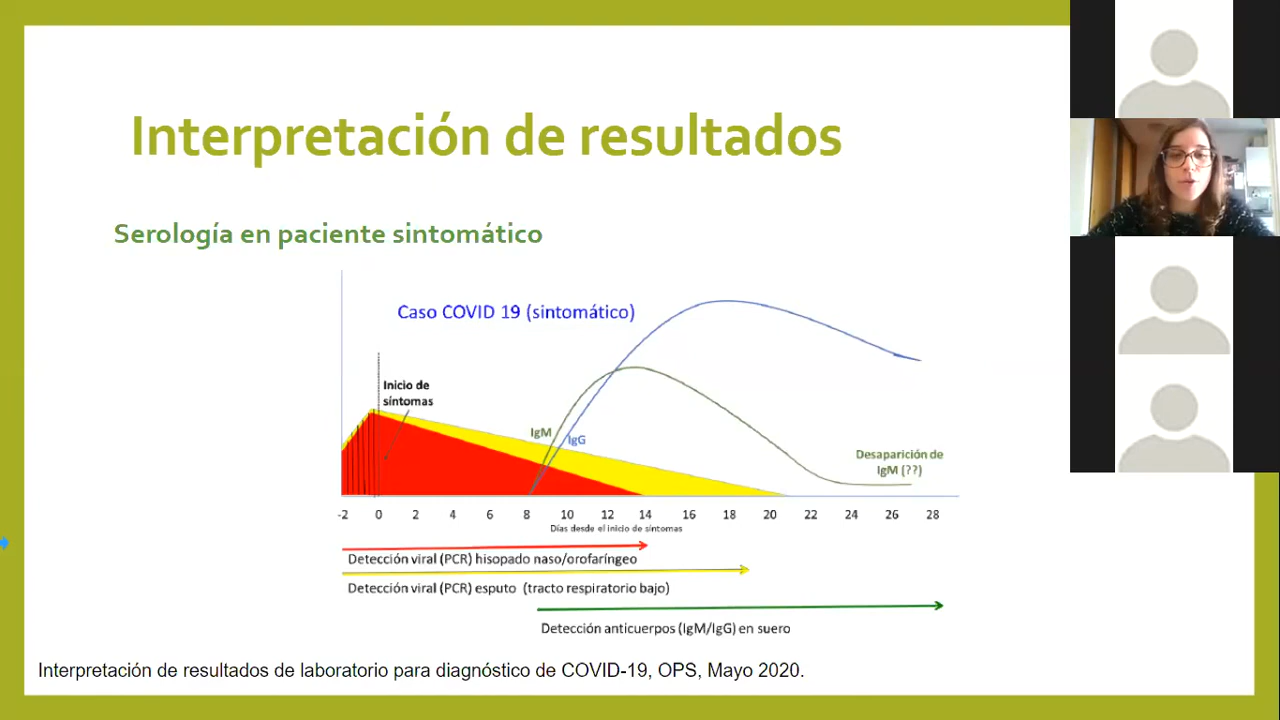 Interpretación de resultados
Serología en paciente sintomático
Caso COVID 19 (sintomático)
Inicio de
síntomas
IgM
IgG
Desaparición de
IgM (??)
-2 0 2 4 6 8 10 12 14 16 18 20 22 24 26 28
Días desde el inicio de síntomas
Detección viral (PCR) hisopado naso/orofaríngeo
Detección viral (PCR) esputo (tracto respiratorio bajo)
Detección anticuerpos (IgM/IgG) en suero
Interpretación de resultados de laboratorio para diagnóstico de COVID-19, OPS, Mayo 2020.